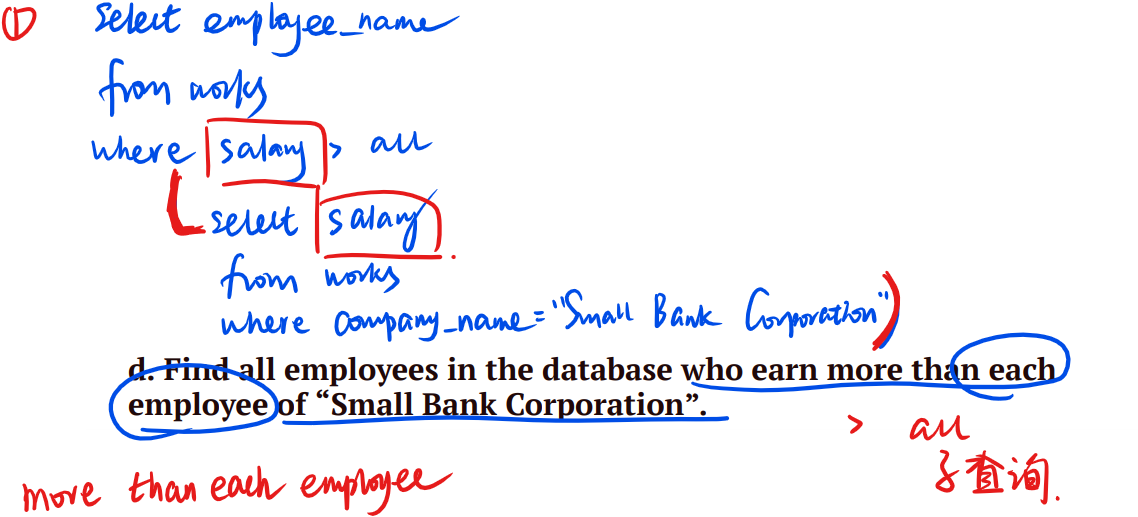 ① Select employee_name
from works
where salary > all
(select salary
from works
where company_name="Small Bank Corporation")
d. Find all employees in the database who earn more than each
employee of “Small Bank Corporation”.
> all
子查询.
more than each employee